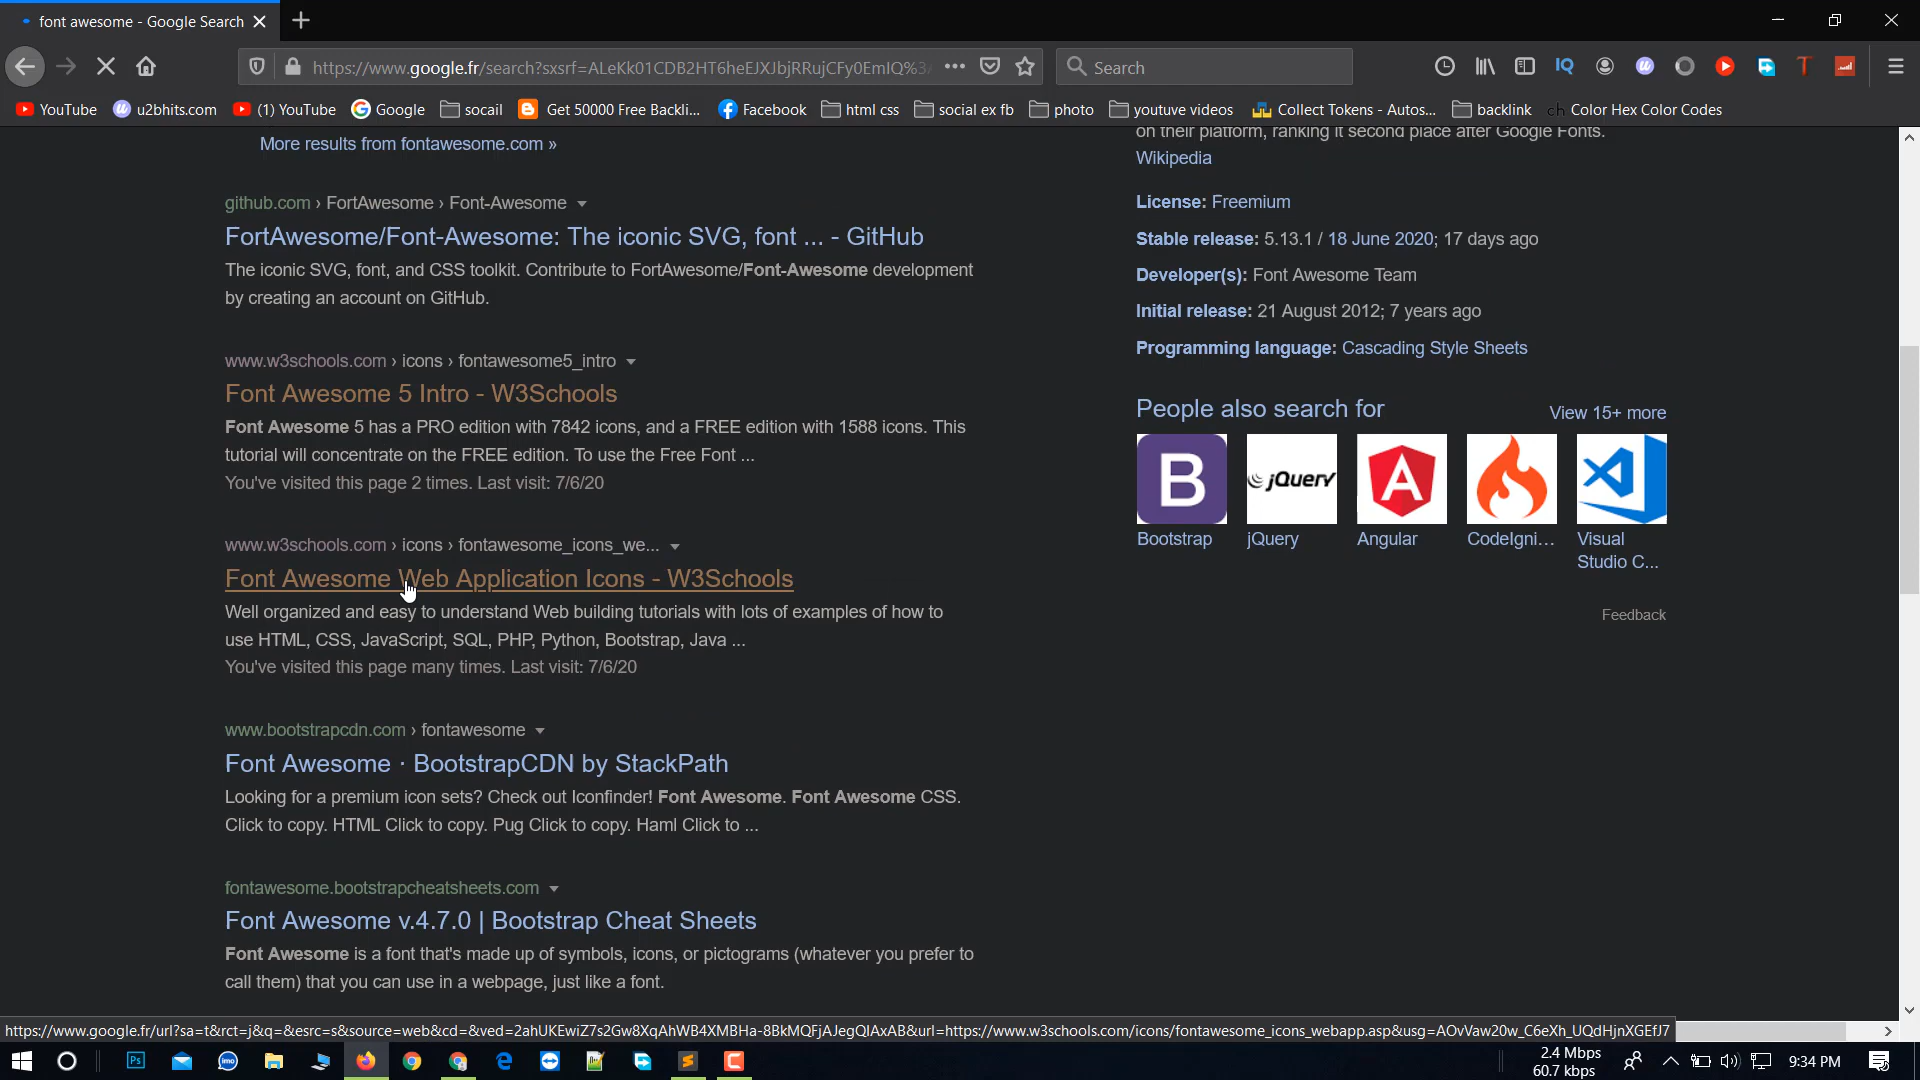 font awesome - Google Search
https://www.google.fr/search?sxsrf=ALeKk01CDB2HT6heEJXJbjRRujCFy0EmIQ%3
Search
YouTube
u2bhits.com
(1) YouTube
Google
socail
Get 50000 Free Backli...
Facebook
html css
social ex fb
photo
youtuve videos
Collect Tokens - Autos...
backlink
ch Color Hex Color Codes
More results from fontawesome.com »
github.com › FortAwesome › Font-Awesome
FortAwesome/Font-Awesome: The iconic SVG, font ... - GitHub
The iconic SVG, font, and CSS toolkit. Contribute to FortAwesome/Font-Awesome development
by creating an account on GitHub.
www.w3schools.com › icons › fontawesome5_intro
Font Awesome 5 Intro - W3Schools
Font Awesome 5 has a PRO edition with 7842 icons, and a FREE edition with 1588 icons. This
tutorial will concentrate on the FREE edition. To use the Free Font ...
You've visited this page 2 times. Last visit: 7/6/20
www.w3schools.com › icons › fontawesome_icons_we...
Font Awesome Web Application Icons - W3Schools
Well organized and easy to understand Web building tutorials with lots of examples of how to
use HTML, CSS, JavaScript, SQL, PHP, Python, Bootstrap, Java ...
You've visited this page many times. Last visit: 7/6/20
www.bootstrapcdn.com › fontawesome
Font Awesome · BootstrapCDN by StackPath
Looking for a premium icon sets? Check out Iconfinder! Font Awesome. Font Awesome CSS.
Click to copy. HTML Click to copy. Pug Click to copy. Haml Click to ...
fontawesome.bootstrapcheatsheets.com
Font Awesome v.4.7.0 | Bootstrap Cheat Sheets
Font Awesome is a font that's made up of symbols, icons, or pictograms (whatever you prefer to
call them) that you can use in a webpage, just like a font.
on their platform, ranking it second place after Google Fonts.
Wikipedia
License: Freemium
Stable release: 5.13.1 / 18 June 2020; 17 days ago
Developer(s): Font Awesome Team
Initial release: 21 August 2012; 7 years ago
Programming language: Cascading Style Sheets
People also search for
View 15+ more
B
jQuery
Bootstrap
jQuery
Angular
CodeIgni...
Visual
Studio C...
Feedback
https://www.google.fr/url?sa=t&rct=j&q=&esrc=s&source=web&cd=&ved=2ahUKEwiZ7s2Gw8XqAhWB4XMBHa-8BkMQFjAJegQIAxAB&url=https://www.w3schools.com/icons/fontawesome_icons_webapp.asp&usg=AOvVaw20w_C6eXh_UQdHjnXGEfJ7
2.4 Mbps
60.7 kbps
9:34 PM